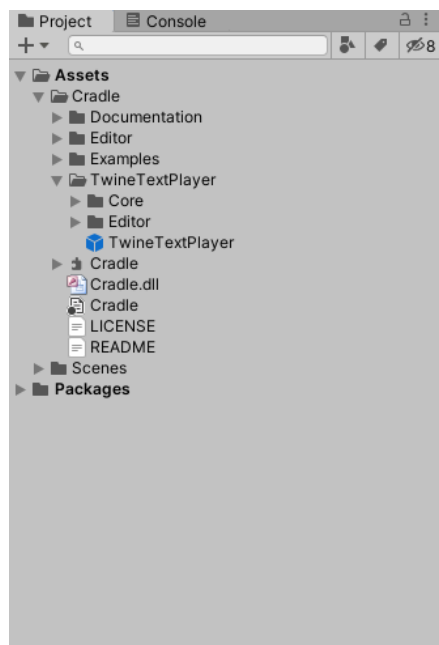 Project Console
8
Assets
Cradle
Documentation
Editor
Examples
TwineTextPlayer
Core
Editor
TwineTextPlayer
Cradle
Cradle.dll
Cradle
LICENSE
README
Scenes
Packages